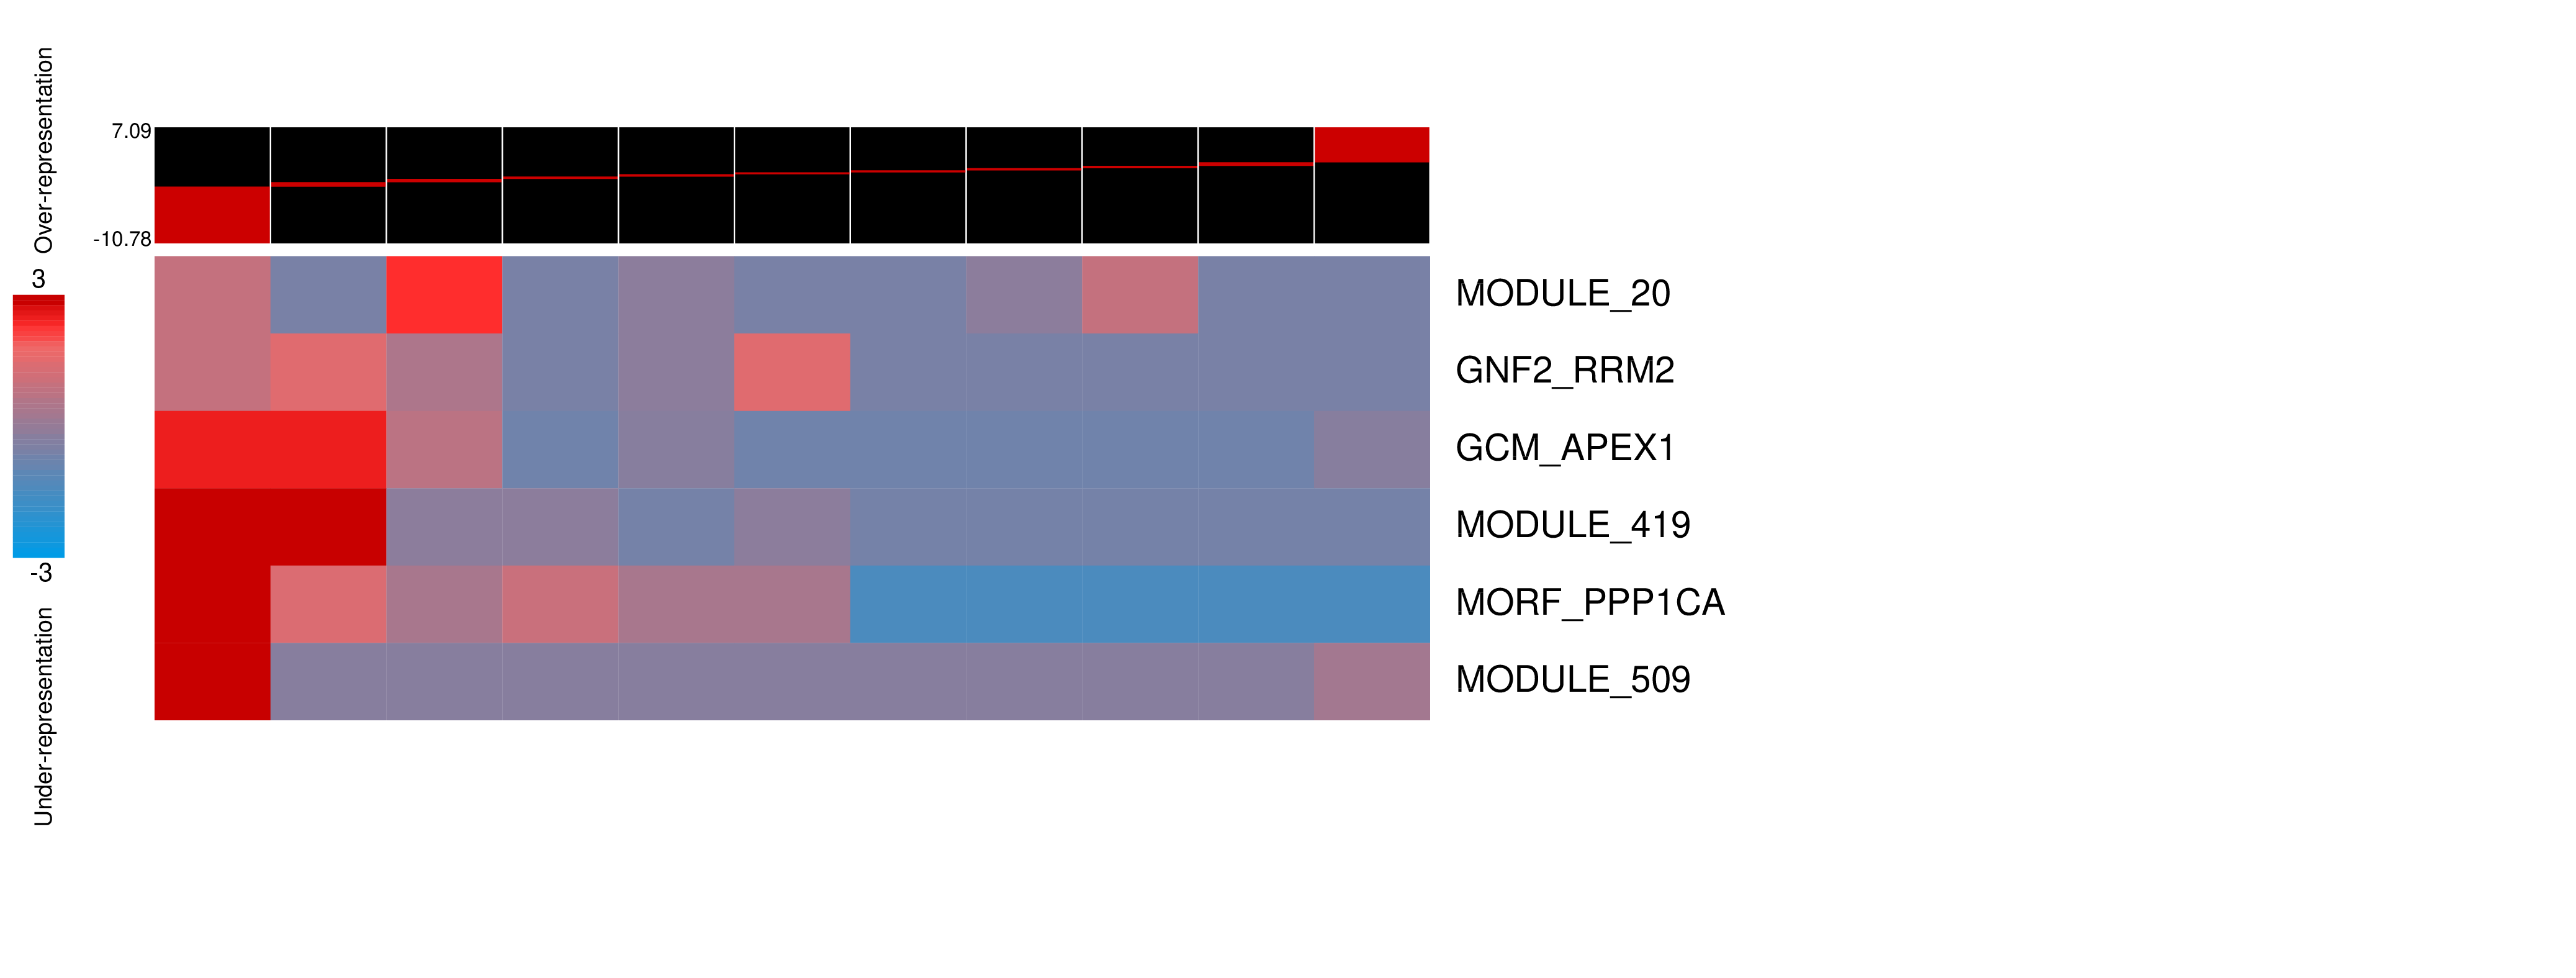 Over-representation
7.09
-10.78
3
-3
Under-representation
MODULE_20
GNF2_RRM2
GCM_APEX1
MODULE_419
MORF_PPP1CA
MODULE_509